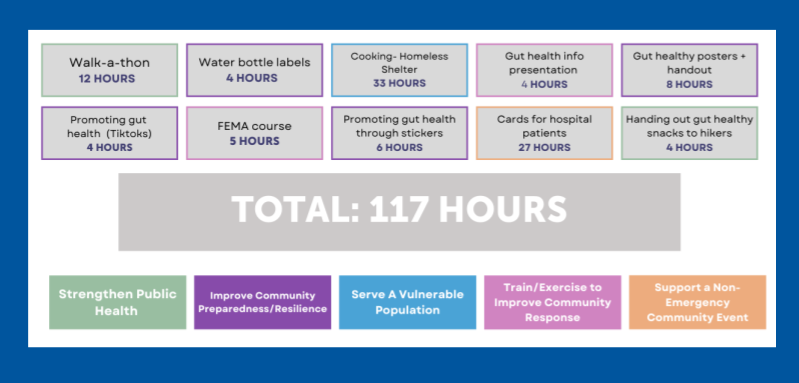 Walk-a-thon
12 HOURS
Water bottle labels
4 HOURS
Cooking- Homeless
Shelter
33 HOURS
Gut health info
presentation
4 HOURS
Gut healthy posters +
handout
8 HOURS
Promoting gut
health (Tiktoks)
4 HOURS
FEMA course
5 HOURS
Promoting gut health
through stickers
6 HOURS
Cards for hospital
patients
27 HOURS
Handing out gut healthy
snacks to hikers
4 HOURS
TOTAL: 117 HOURS
Strengthen Public
Health
Improve Community
Preparedness/Resilience
Serve A Vulnerable
Population
Train/Exercise to
Improve Community
Response
Support a Non-
Emergency
Community Event